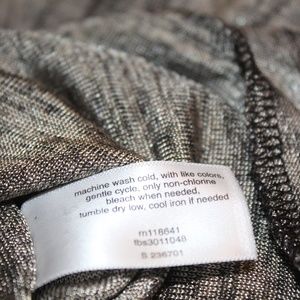 machine wash cold, with like colors,
gentle cycle, only non-chlorine
bleach when needed.
tumble dry low, cool iron if needed
rn118641
fbs3011048
B.236701